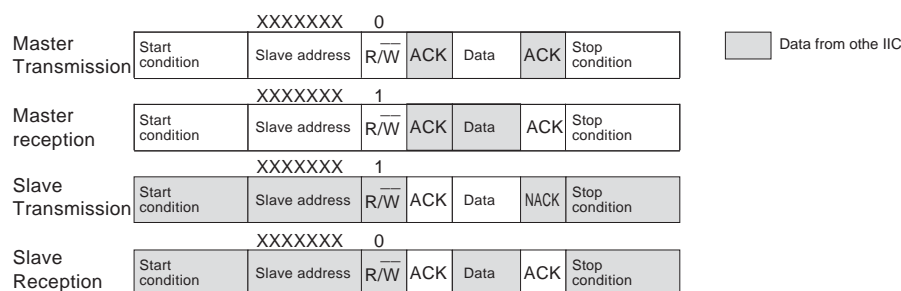 XXXXXXX 0
Master Transmission Start condition Slave address R/W ACK Data ACK Stop condition
Data from othe IIC
XXXXXXX 1
Master reception Start condition Slave address R/W ACK Data ACK Stop condition
XXXXXXX 1
Slave Transmission Start condition Slave address R/W ACK Data NACK Stop condition
XXXXXXX 0
Slave Reception Start condition Slave address R/W ACK Data ACK Stop condition